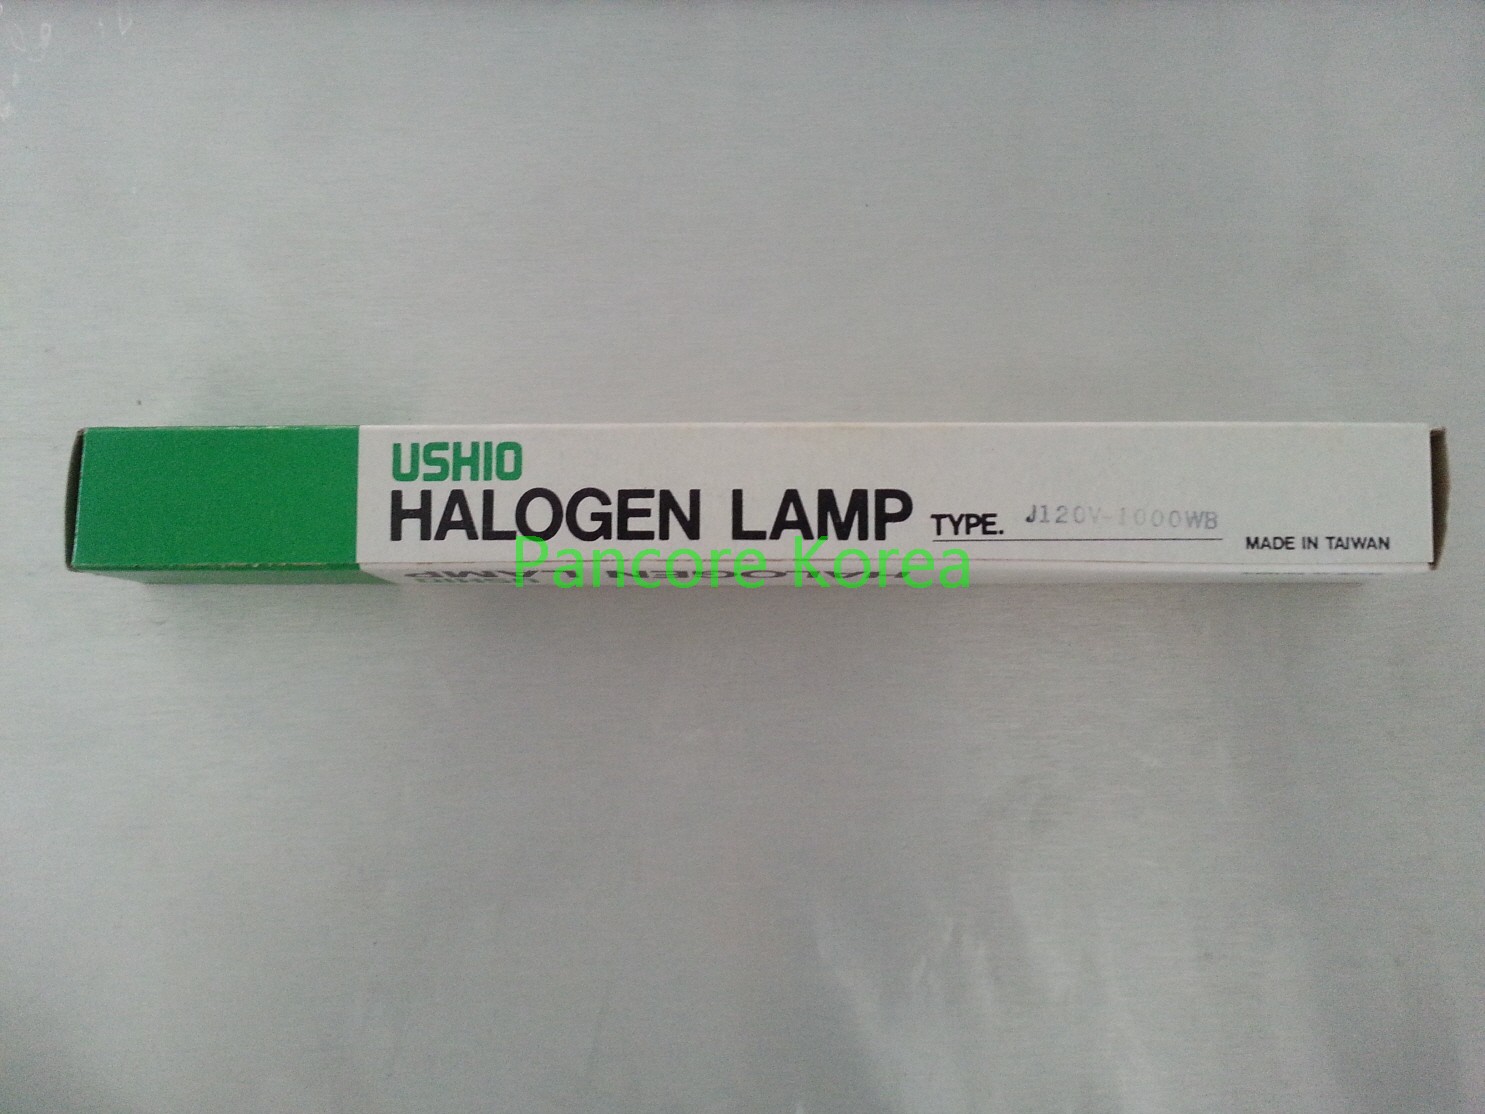 USHIO
HALOGEN LAMP TYPE. J120V-1000WB
MADE IN TAIWAN
Pancore Korea